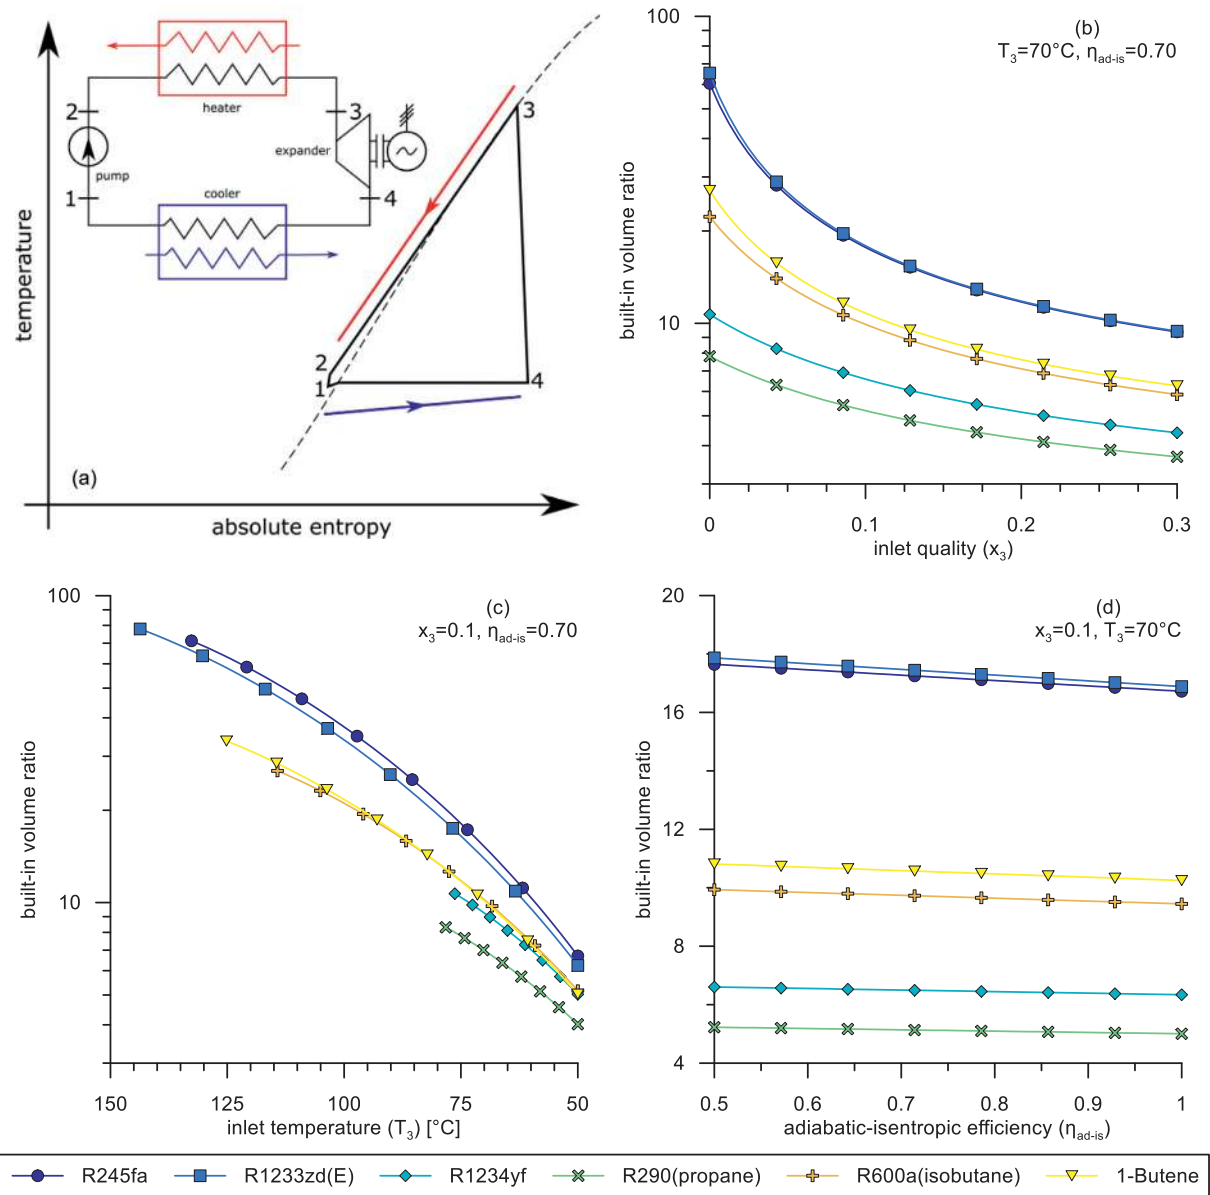 heater
2
3
pump
expander
1
cooler
4
3
2
1
4
temperature
absolute entropy
(a)
(b)
T₃=70°C, ηad-is=0.70
100
10
built-in volume ratio
0
0.1
0.2
0.3
inlet quality (x₃)
(c)
x₃=0.1, ηad-is=0.70
100
10
built-in volume ratio
150
125
100
75
50
inlet temperature (T₃) [°C]
(d)
x₃=0.1, T₃=70°C
20
16
12
8
4
built-in volume ratio
0.5
0.6
0.7
0.8
0.9
1
adiabatic-isentropic efficiency (ηad-is)
R245fa
R1233zd(E)
R1234yf
R290(propane)
R600a(isobutane)
1-Butene